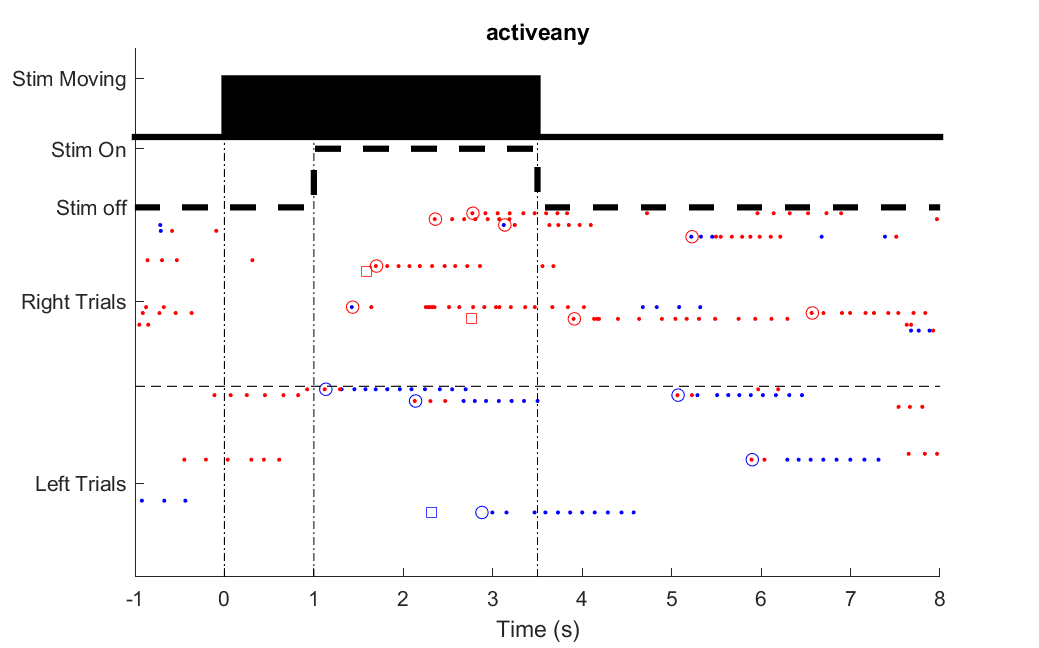 activeany
Stim Moving
Stim On
Stim off
Right Trials
Left Trials
-1 0 1 2 3 4 5 6 7 8
Time (s)